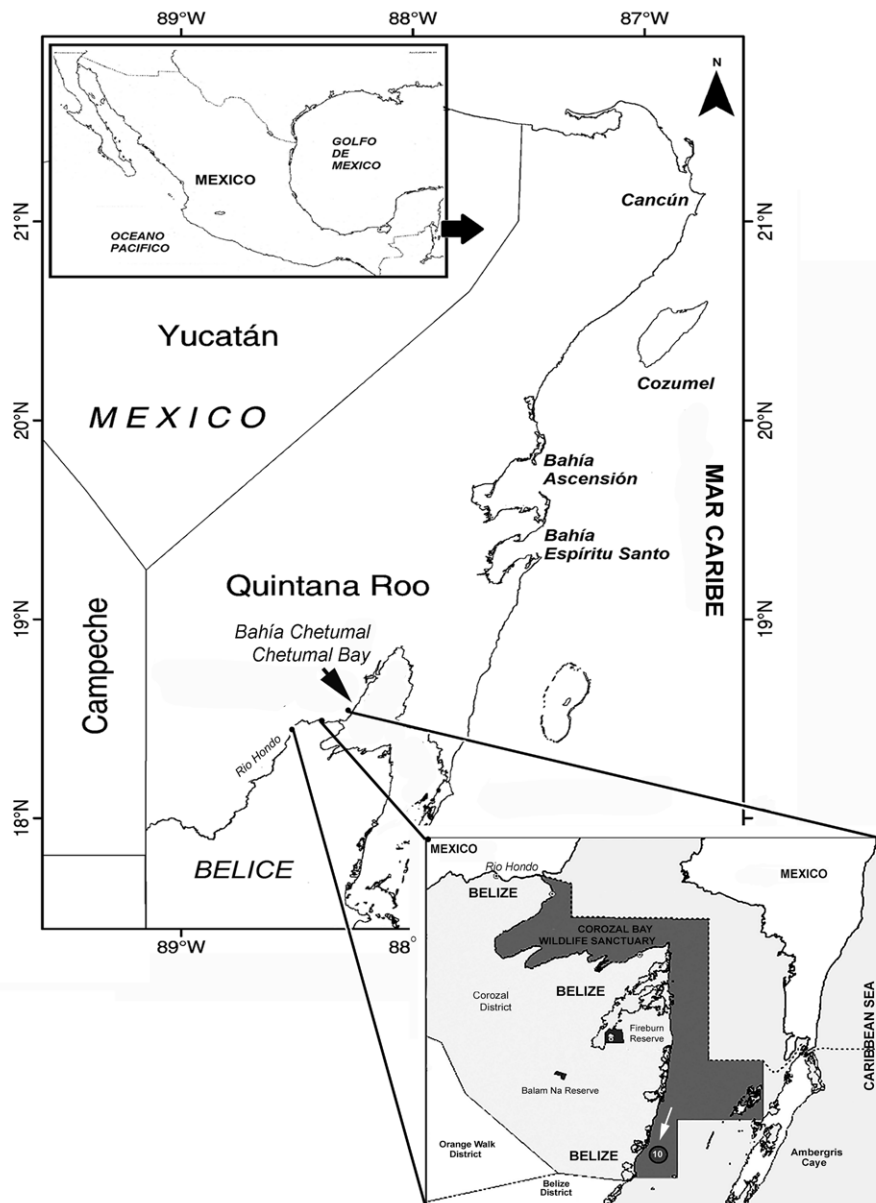 89°W
88°W
87°W
N
GOLFO
DE
MEXICO
MEXICO
OCEANO
PACIFICO
21°N
21°N
Cancún
Yucatán
Cozumel
MEXICO
20°N
20°N
Bahía
Ascensión
MAR CARIBE
Bahía
Espíritu Santo
Quintana Roo
19°N
19°N
Bahía Chetumal
Chetumal Bay
Campeche
Rio Hondo
18°N
18°N
BELICE
89°W
88°
MEXICO
Rio Hondo
MEXICO
BELIZE
COROZAL BAY
WILDLIFE SANCTUARY
BELIZE
Corozal
District
Fireburn
Reserve
8
CARIBBEAN SEA
Balam Na Reserve
Orange Walk
District
BELIZE
10
Ambergris
Caye
Belize
District